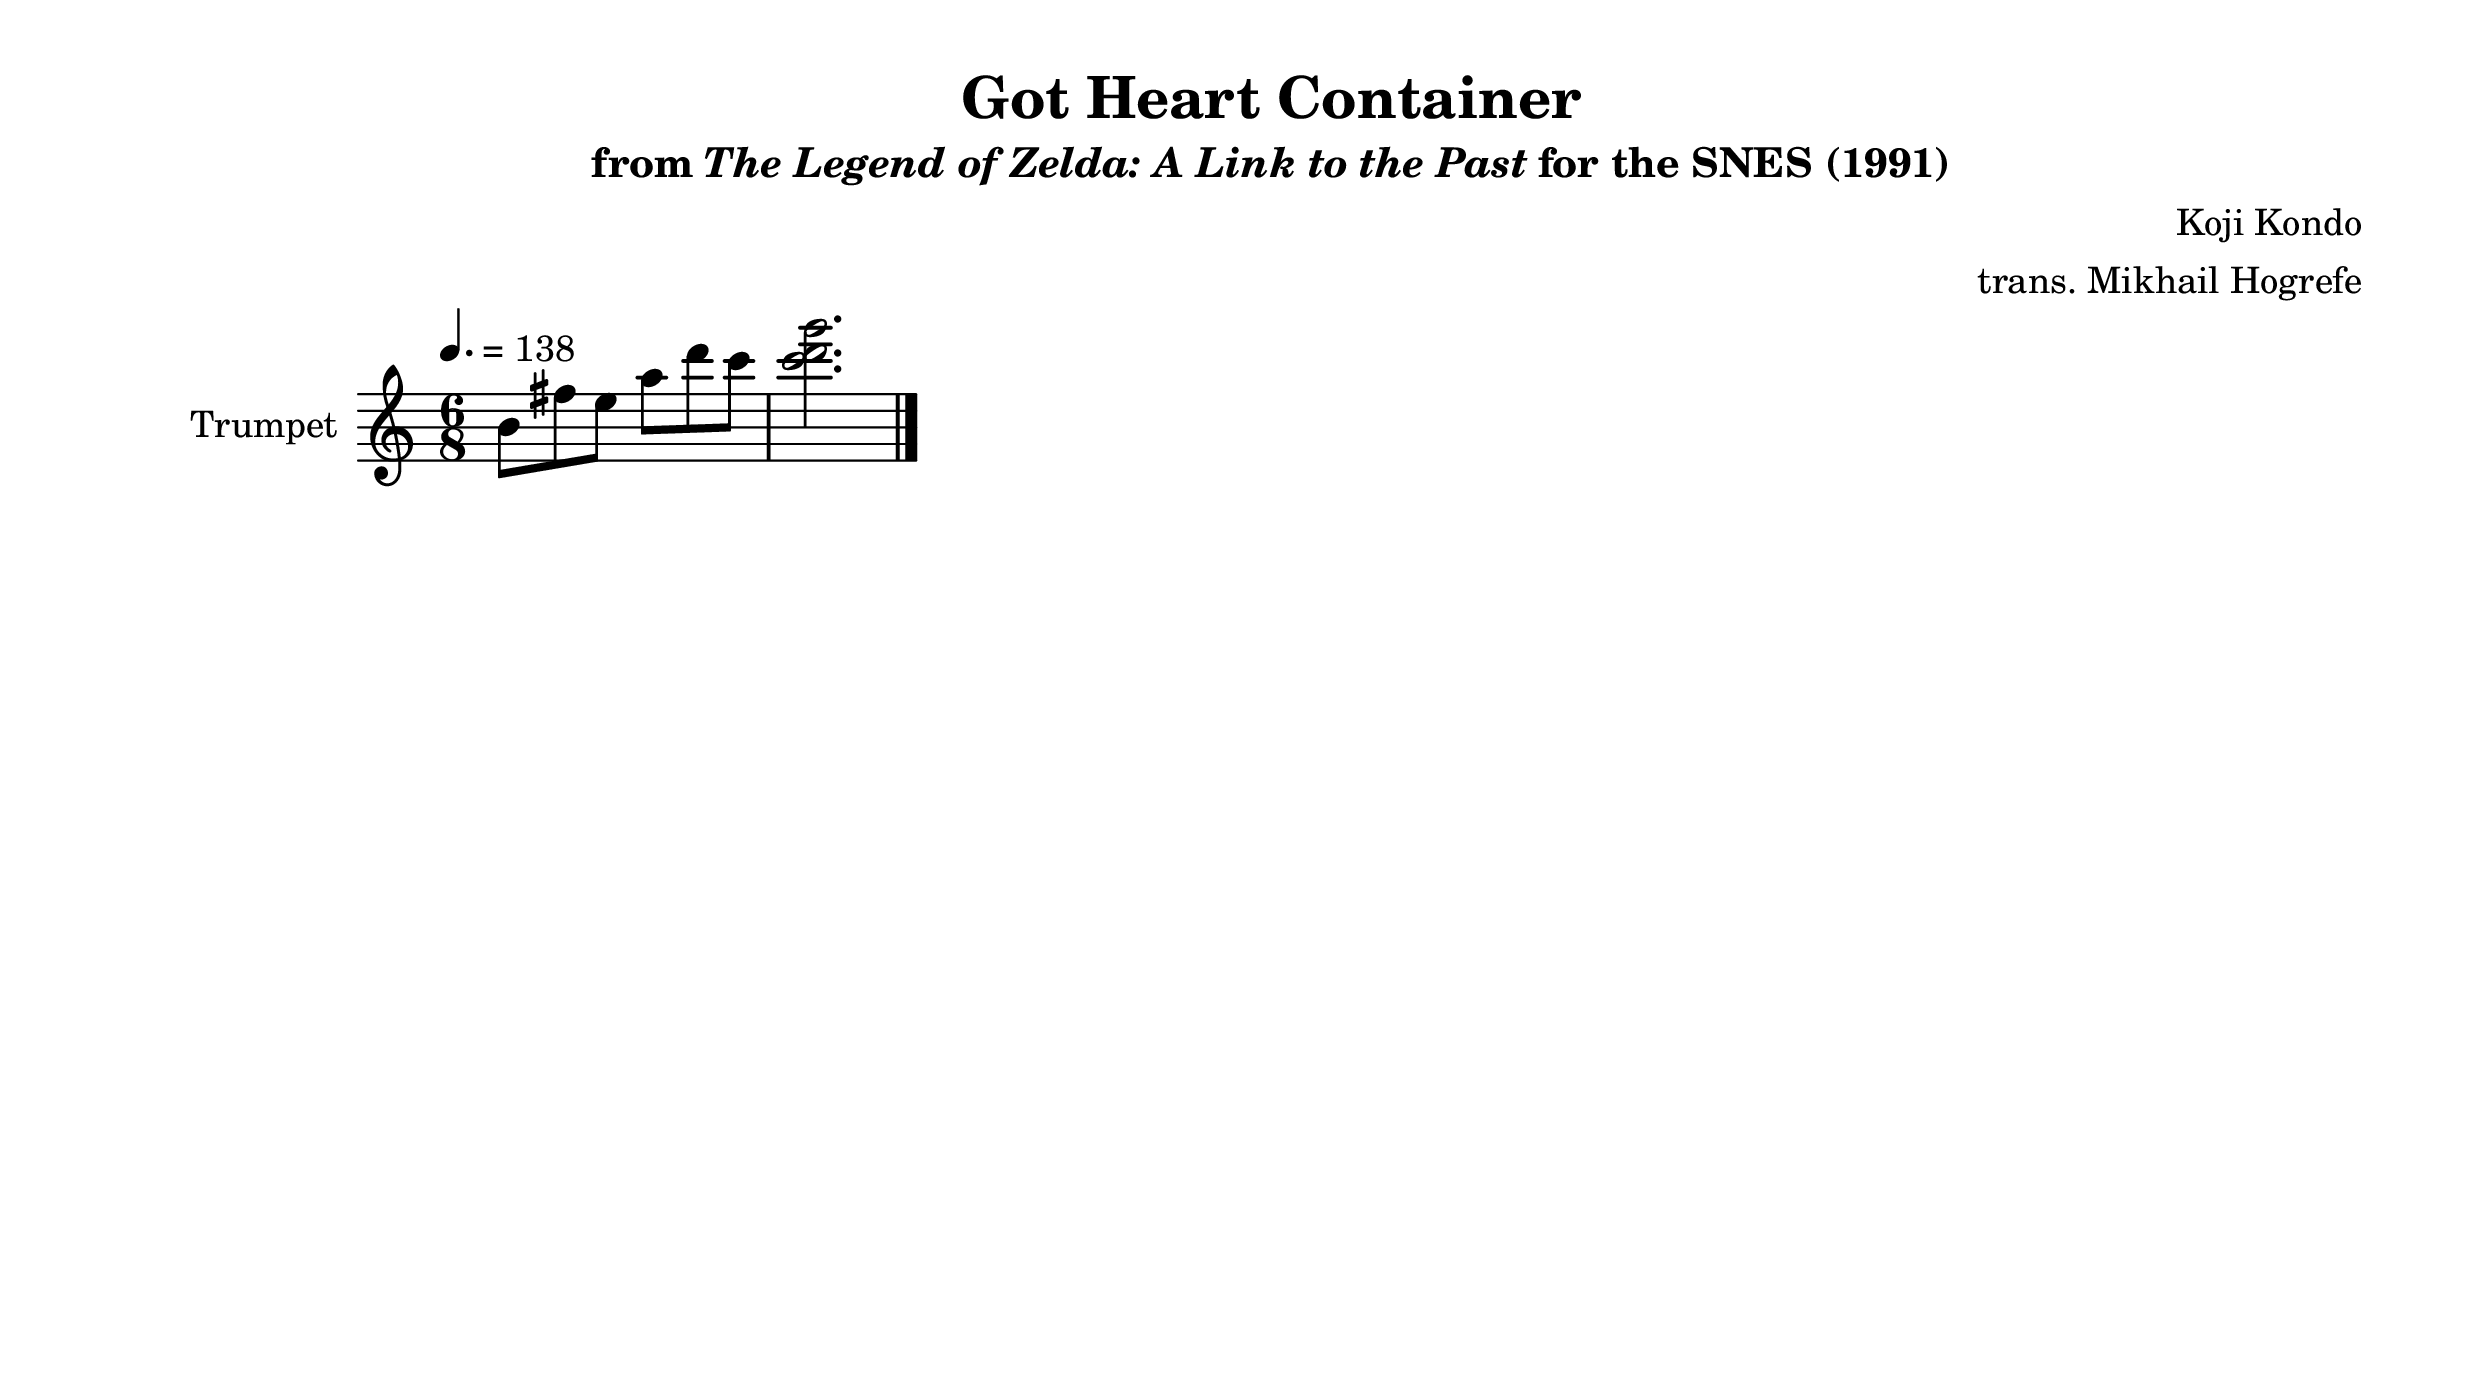 Got Heart Container
from The Legend of Zelda: A Link to the Past for the SNES (1991)
Koji Kondo
trans. Mikhail Hogrefe
= 138
Trumpet
6
8